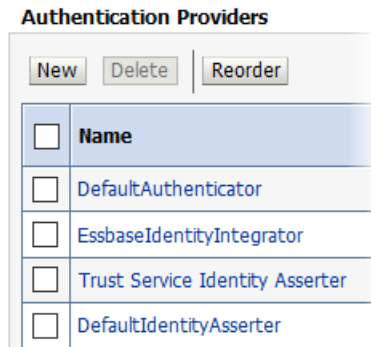 Authentication Providers
New Delete Reorder
Name
DefaultAuthenticator
EssbaseIdentityIntegrator
Trust Service Identity Asserter
DefaultIdentityAsserter